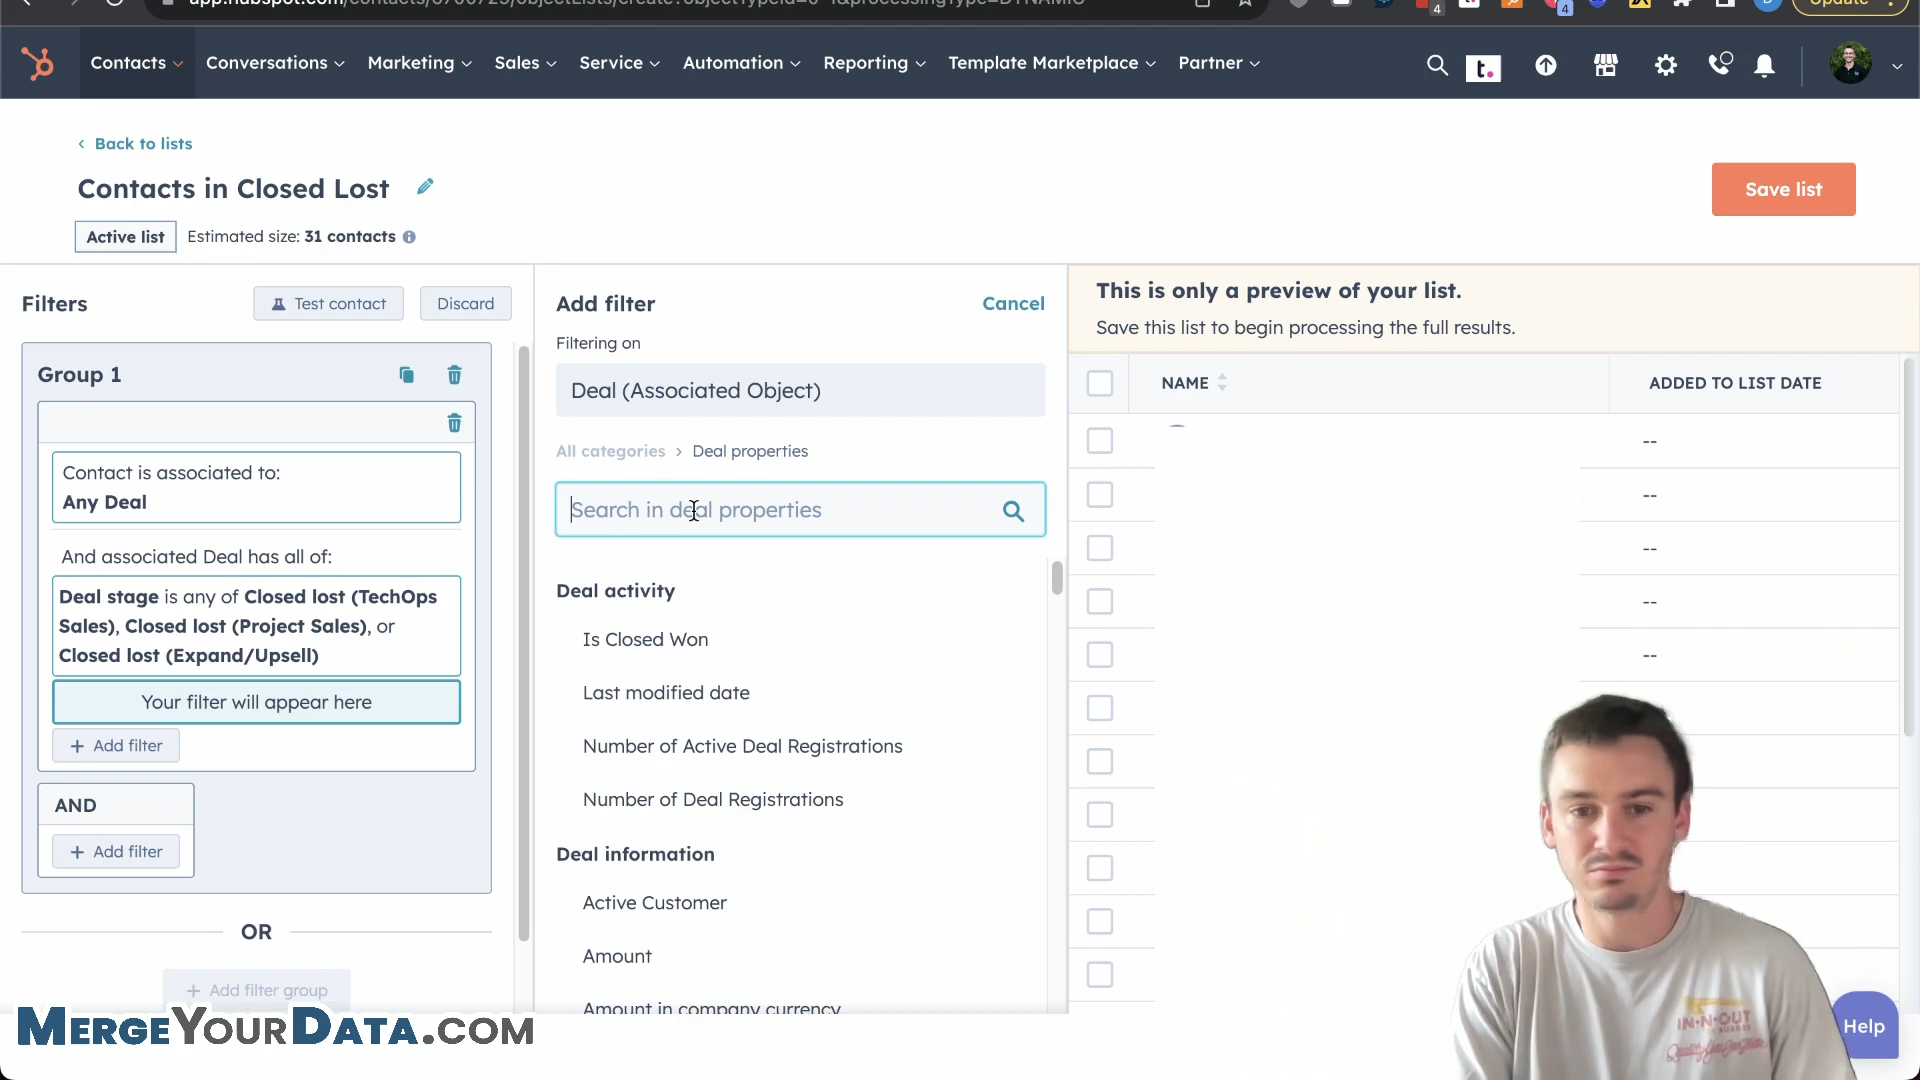 Contacts
Conversations
Marketing
Sales
Service
Automation
Reporting
Template Marketplace
Partner
t.
4
4
Update
Back to lists
Contacts in Closed Lost
Active list
Estimated size: 31 contacts
Save list
Filters
Test contact
Discard
Group 1
Contact is associated to:
Any Deal
And associated Deal has all of:
Deal stage is any of Closed lost (TechOps
Sales), Closed lost (Project Sales), or
Closed lost (Expand/Upsell)
Your filter will appear here
+ Add filter
AND
+ Add filter
OR
+ Add filter group
Add filter
Cancel
Filtering on
Deal (Associated Object)
All categories > Deal properties
Search in deal properties
Deal activity
Is Closed Won
Last modified date
Number of Active Deal Registrations
Number of Deal Registrations
Deal information
Active Customer
Amount
Amount in company currency
This is only a preview of your list.
Save this list to begin processing the full results.
NAME
ADDED TO LIST DATE
--
--
--
--
--
IN-N-OUT
Help
MERGEYOURDATA.COM